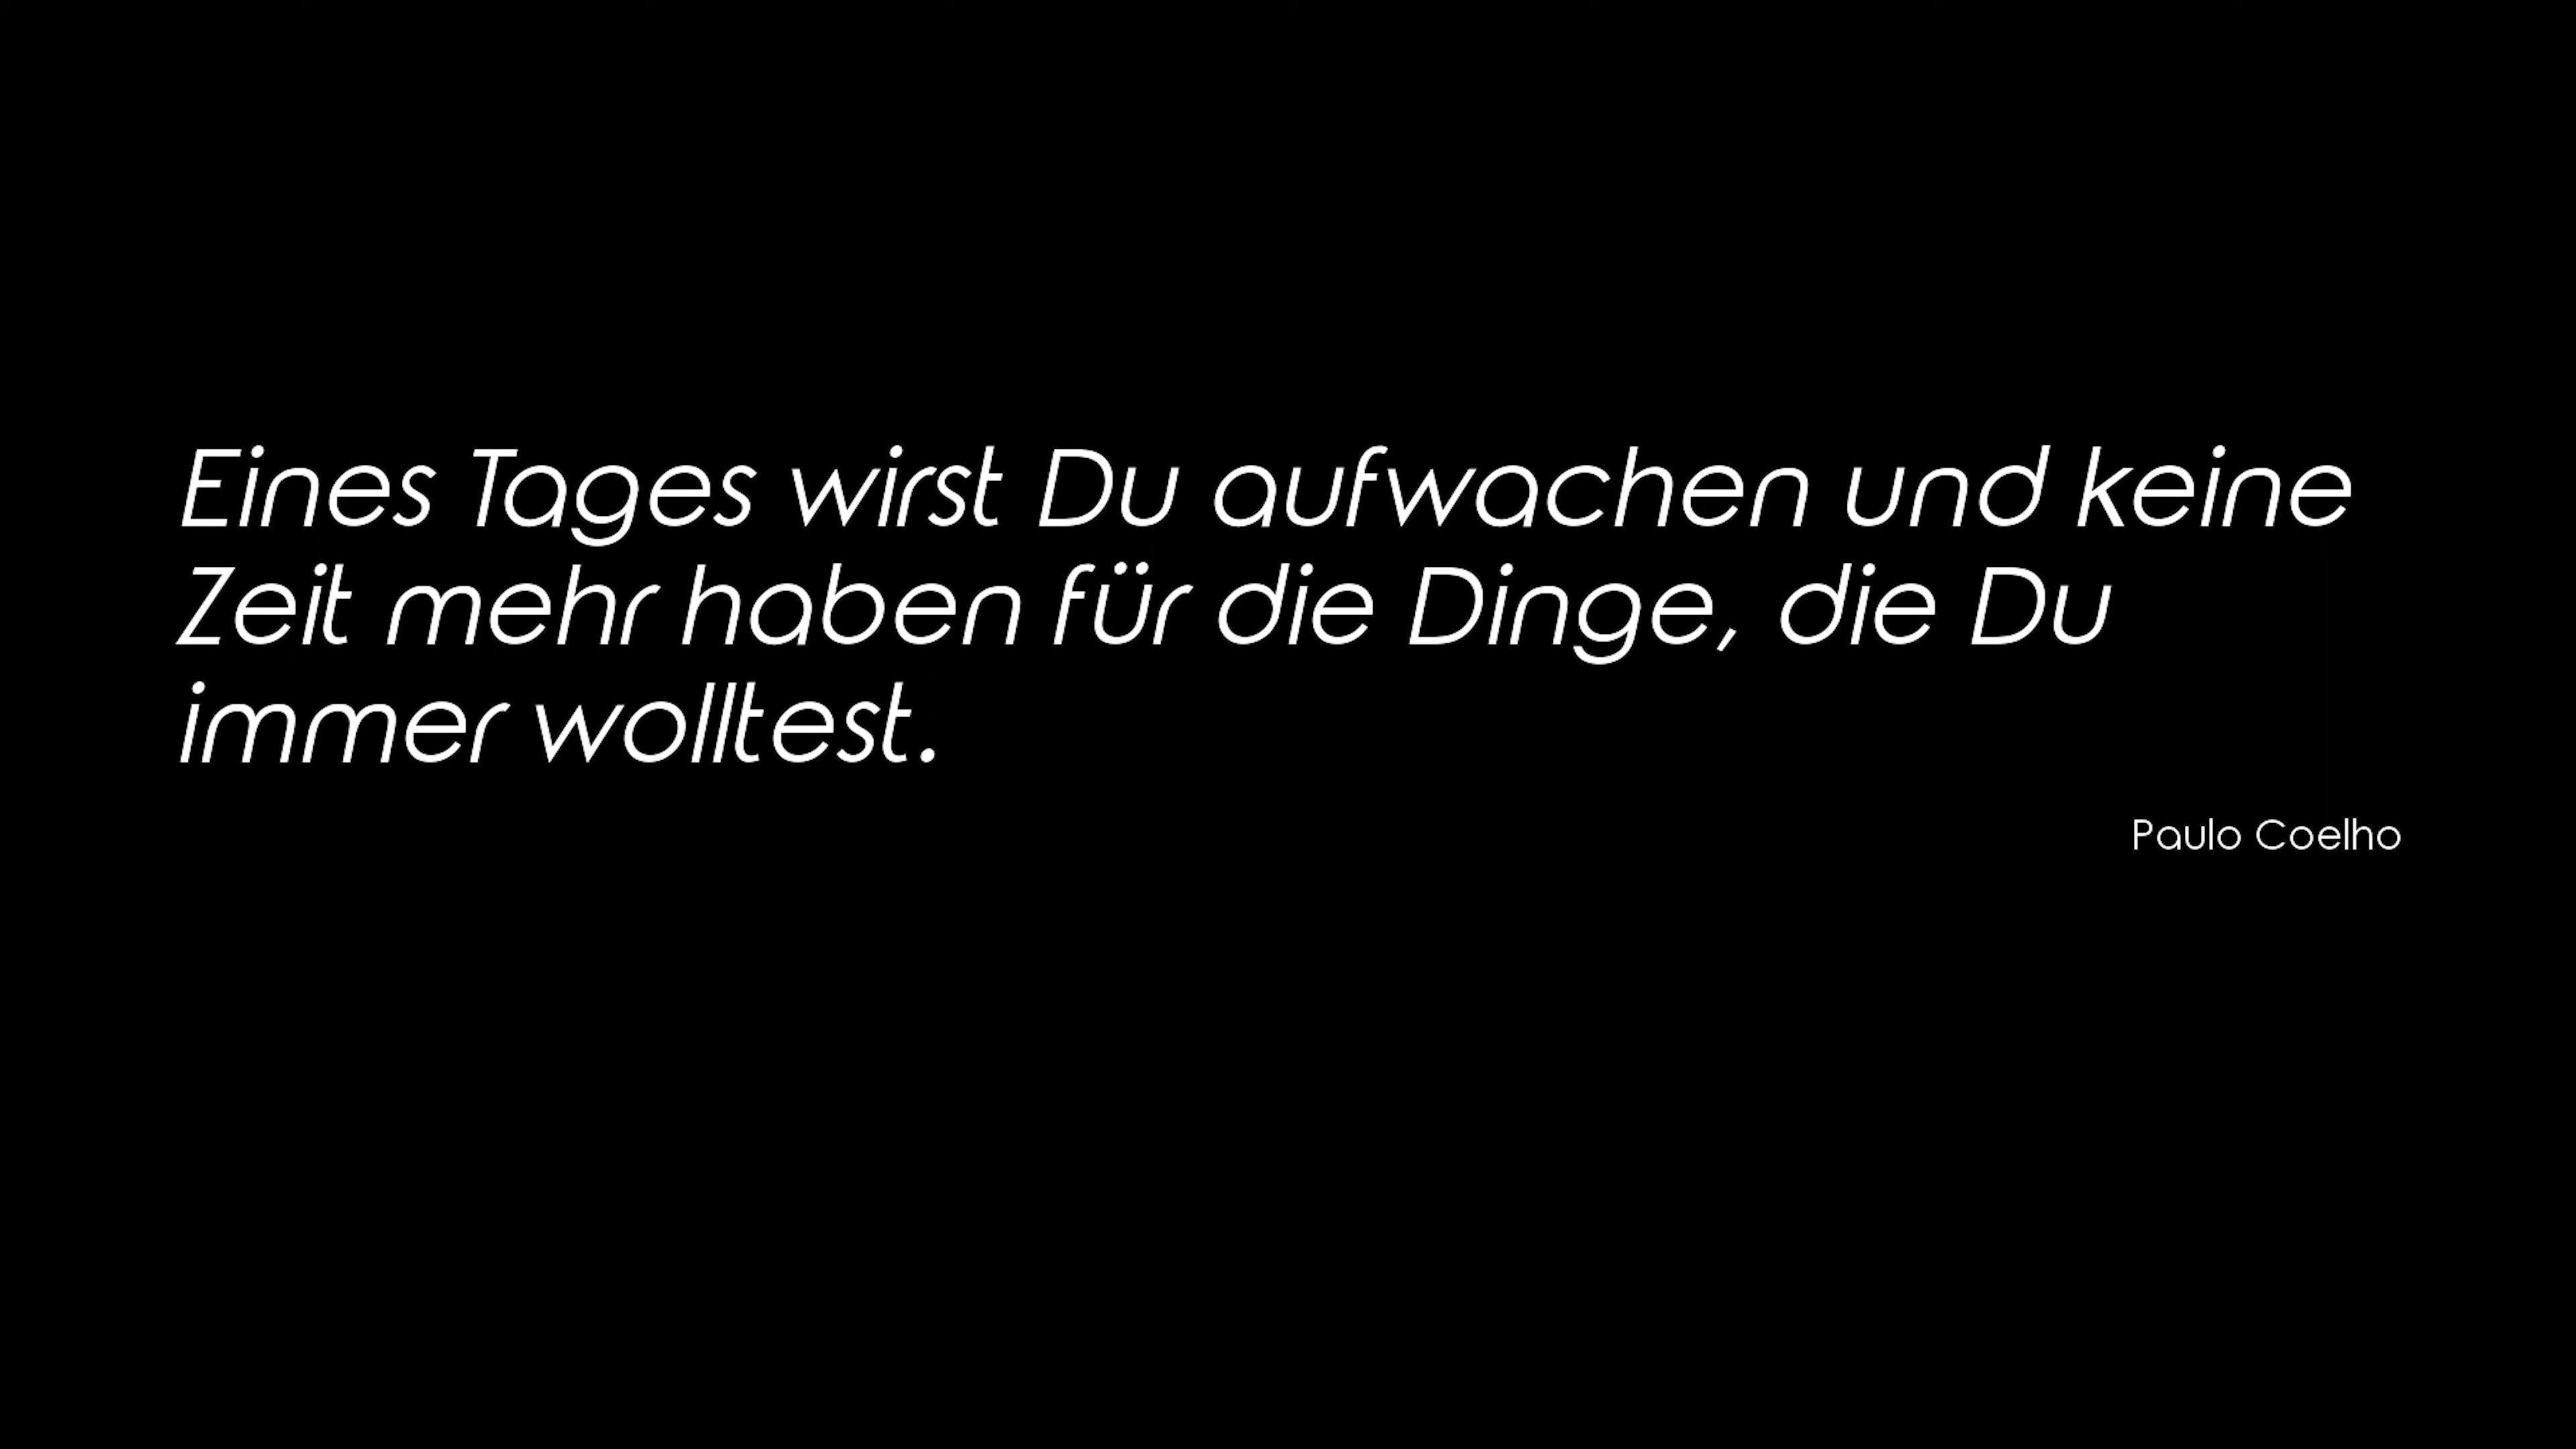 Eines Tages wirst Du aufwachen und keine
Zeit mehr haben für die Dinge, die Du
immer wolltest.
Paulo Coelho